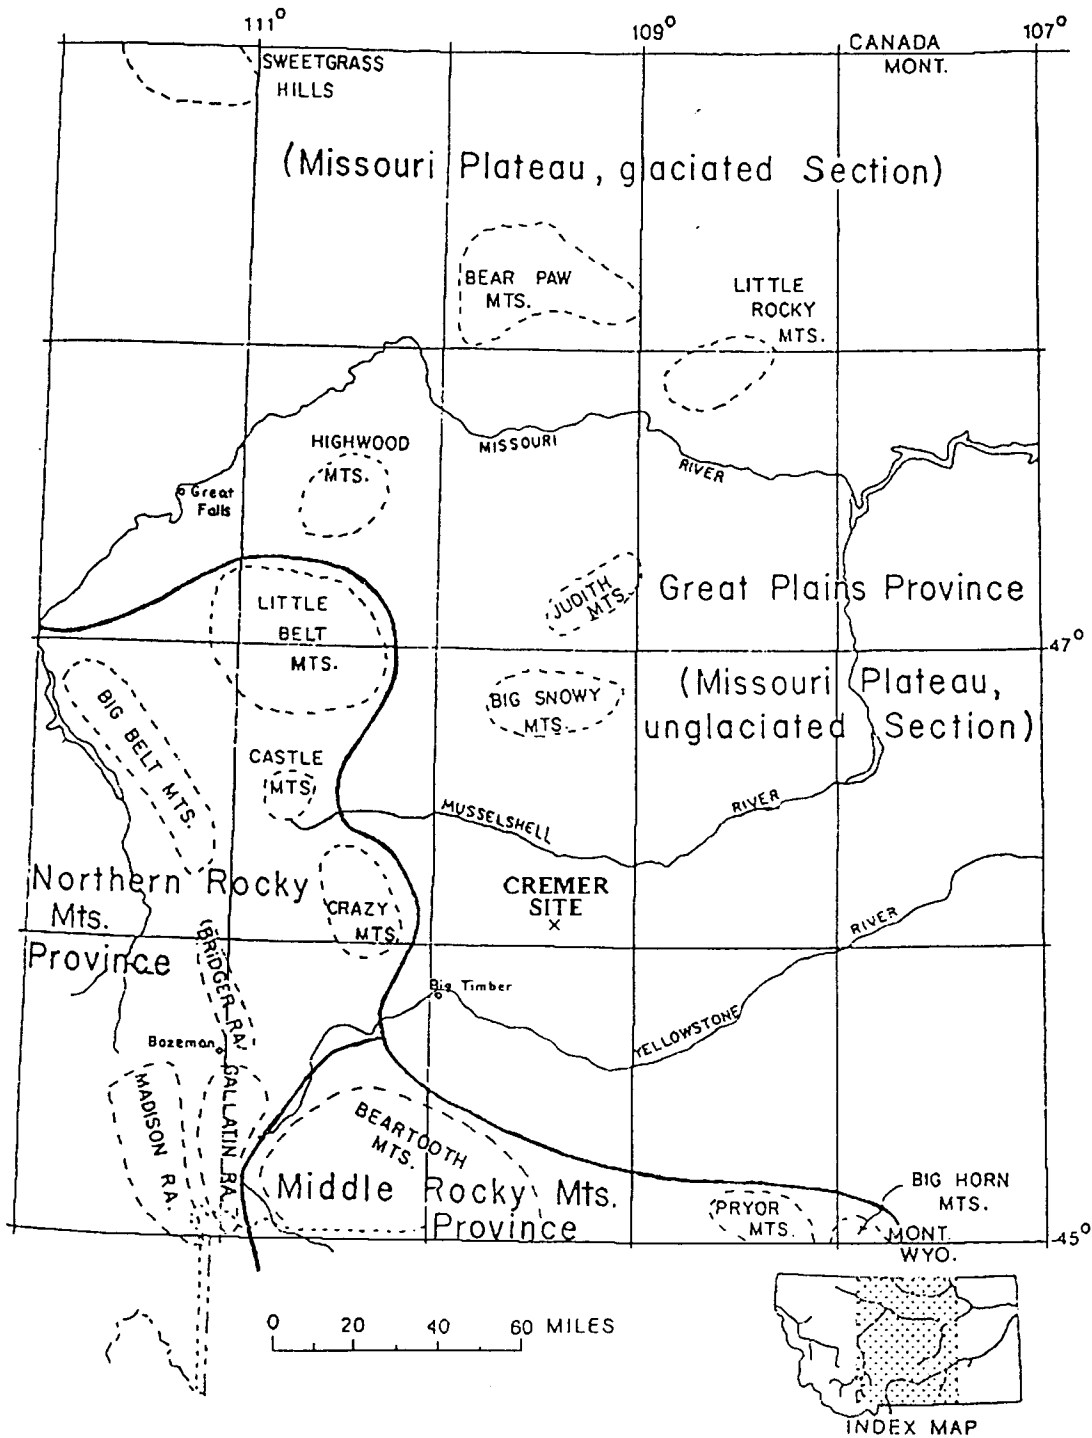 111°
109°
107°
CANADA
MONT.
SWEETGRASS
HILLS
(Missouri Plateau, glaciated Section)
BEAR PAW
MTS.
LITTLE
ROCKY
MTS.
HIGHWOOD
MTS.
MISSOURI
RIVER
Great
Falls
LITTLE
BELT
MTS.
JUDITH
MTS.
Great Plains Province
47°
(Missouri Plateau,
unglaciated Section)
BIG SNOWY
MTS.
BIG BELT MTS.
CASTLE
MTS.
MUSSELSHELL
RIVER
Northern Rocky
Mts.
Province
CRAZY
MTS.
CREMER
SITE
x
RIVER
BRIDGER RA.
Big Timber
YELLOWSTONE
Bozeman
MADISON RA.
GALLATIN RA.
BEARTOOTH
MTS.
Middle Rocky Mts.
Province
PRYOR
MTS.
BIG HORN
MTS.
MONT.
WYO.
45°
0 20 40 60 MILES
INDEX MAP